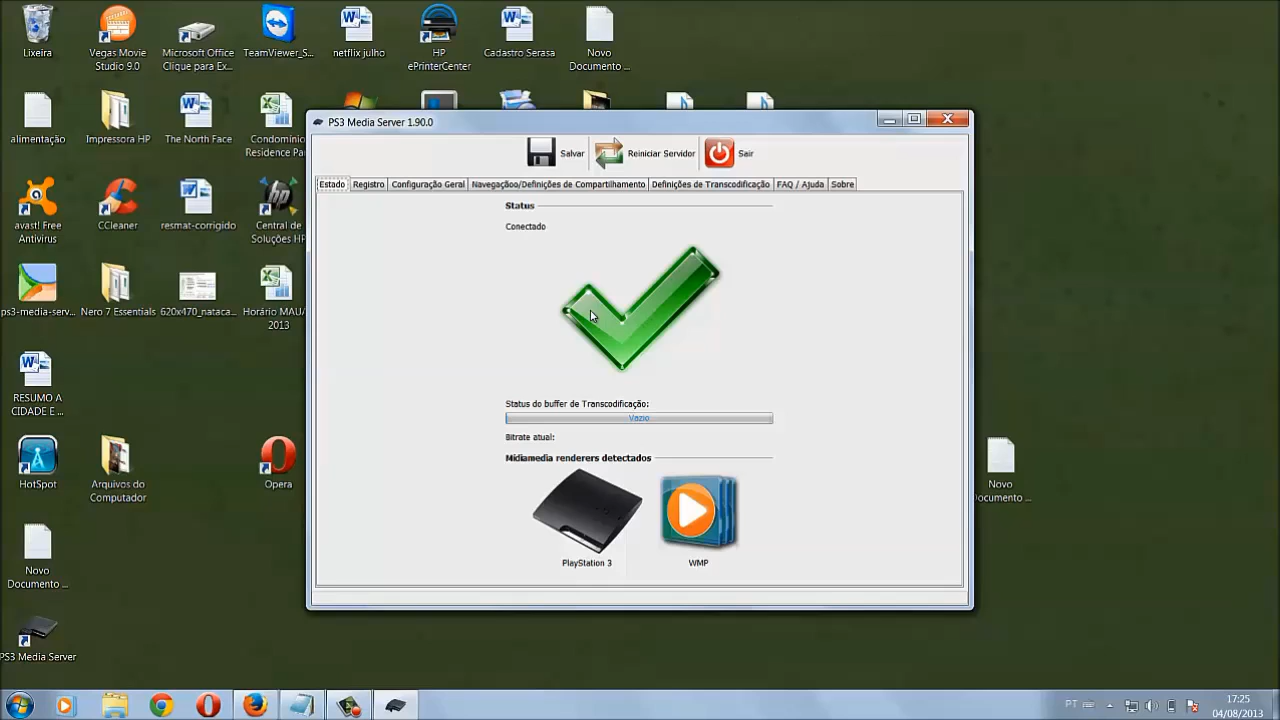 Lixeira
Vegas Movie
Studio 9.0
Microsoft Office
Clique para Ex...
TeamViewer_S...
netflix julho
HP
ePrinterCenter
Cadastro Serasa
Novo
Documento ...
alimentação
Impressora HP
The North Face
Condomínio
Residence Pa
avast! Free
Antivirus
CCleaner
resmat-corrigido
Central de
Soluções HP
ps3-media-serv...
Nero 7 Essentials
620x470_nataca...
Horário MAUA
2013
RESUMO A
CIDADE E ...
HotSpot
Arquivos do
Computador
Opera
Novo
Documento ...
PS3 Media Server
PS3 Media Server 1.90.0
Salvar
Reiniciar Servidor
Sair
Estado
Registro
Configuração Geral
Navegaçãoo/Definições de Compartilhamento
Definições de Transcodificação
FAQ / Ajuda
Sobre
Status
Conectado
Status do buffer de Transcodificação:
Vazio
Bitrate atual:
Midiamedia renderers detectados
PlayStation 3
WMP
Novo
Documento ...
PT
17:25
04/08/2013